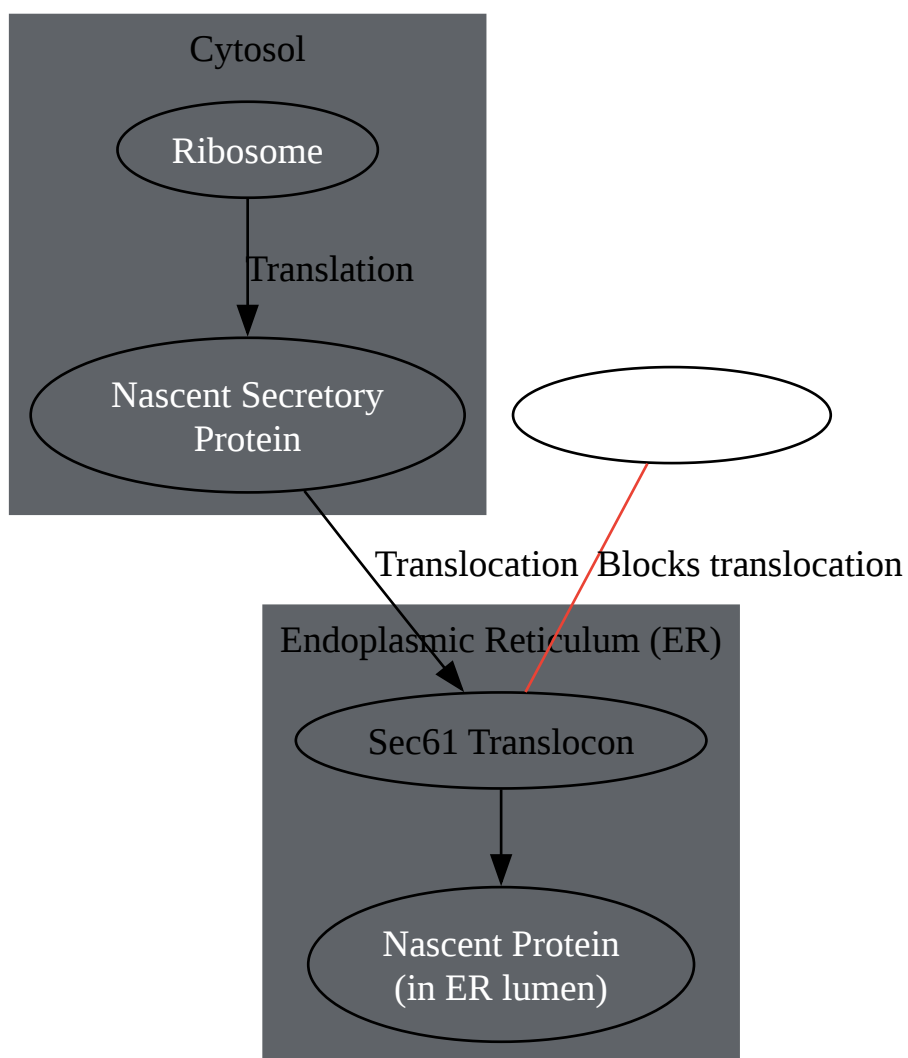 Cytosol
Ribosome
Translation
Nascent Secretory
Protein
Translocation
Blocks translocation
Endoplasmic Reticulum (ER)
Sec61 Translocon
Nascent Protein
(in ER lumen)